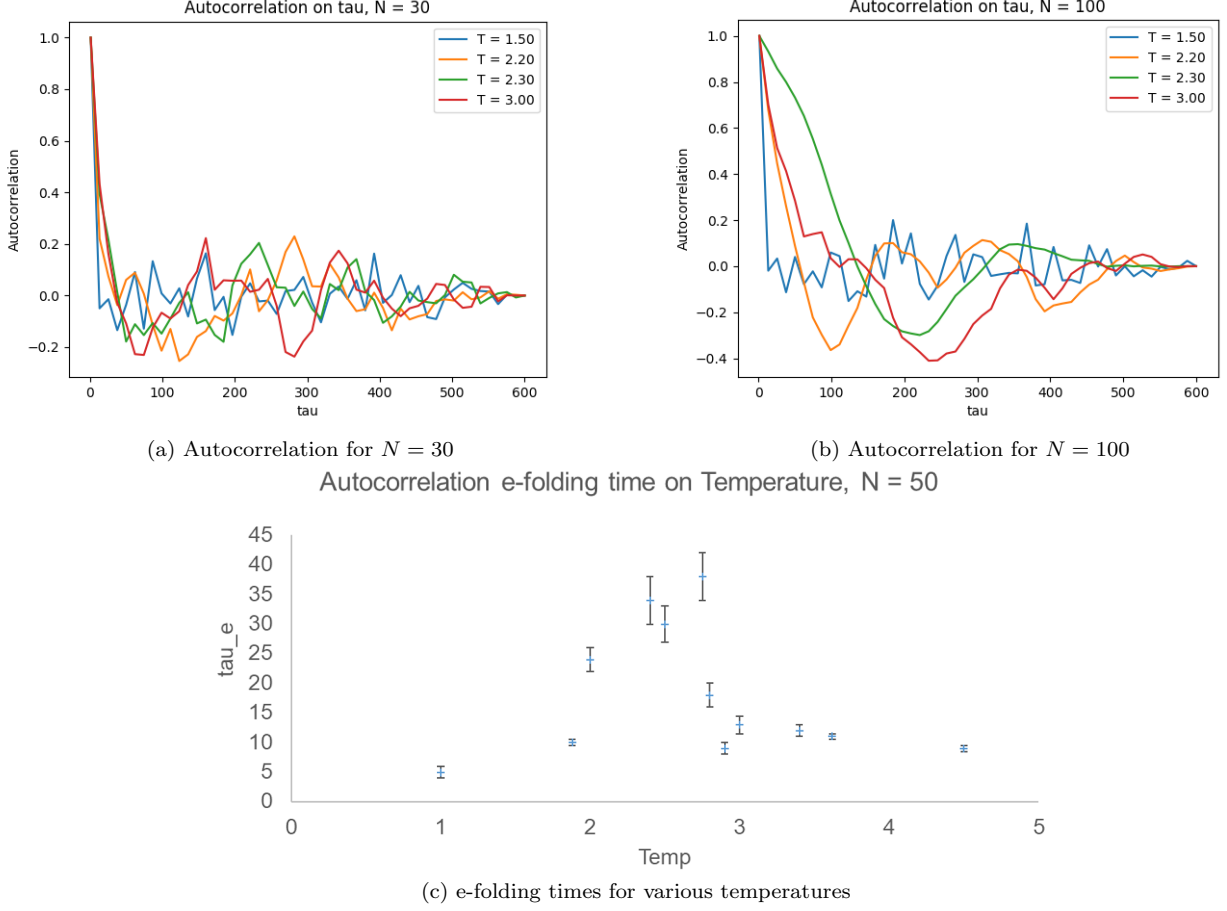 Autocorrelation on tau, N = 30
1.0
0.8
0.6
0.4
0.2
0.0
−0.2
Autocorrelation
T = 1.50
T = 2.20
T = 2.30
T = 3.00
0 100 200 300 400 500 600
tau
(a) Autocorrelation for N = 30
Autocorrelation on tau, N = 100
1.0
0.8
0.6
0.4
0.2
0.0
−0.2
−0.4
Autocorrelation
T = 1.50
T = 2.20
T = 2.30
T = 3.00
0 100 200 300 400 500 600
tau
(b) Autocorrelation for N = 100
Autocorrelation e-folding time on Temperature, N = 50
45
40
35
30
25
20
15
10
5
0
tau_e
0 1 2 3 4 5
Temp
(c) e-folding times for various temperatures